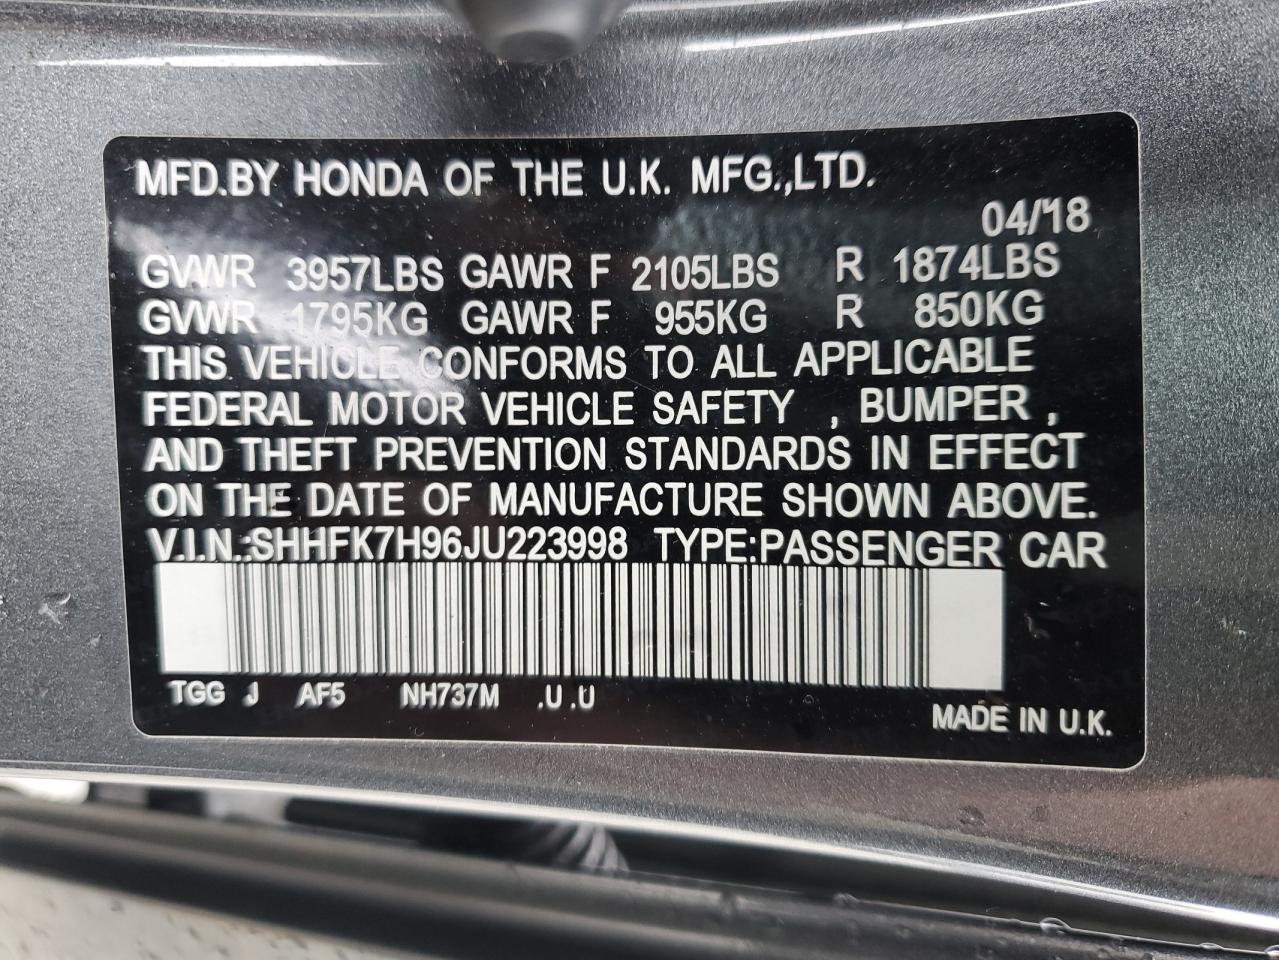 MFD.BY HONDA OF THE U.K. MFG.,LTD.
04/18
GVWR 3957LBS GAWR F 2105LBS R 1874LBS
GVWR 1795KG GAWR F 955KG R 850KG
THIS VEHICLE CONFORMS TO ALL APPLICABLE
FEDERAL MOTOR VEHICLE SAFETY , BUMPER ,
AND THEFT PREVENTION STANDARDS IN EFFECT
ON THE DATE OF MANUFACTURE SHOWN ABOVE.
V.I.N.:SHHFK7H96JU223998 TYPE:PASSENGER CAR
TGG J AF5 NH737M .U .U
MADE IN U.K.